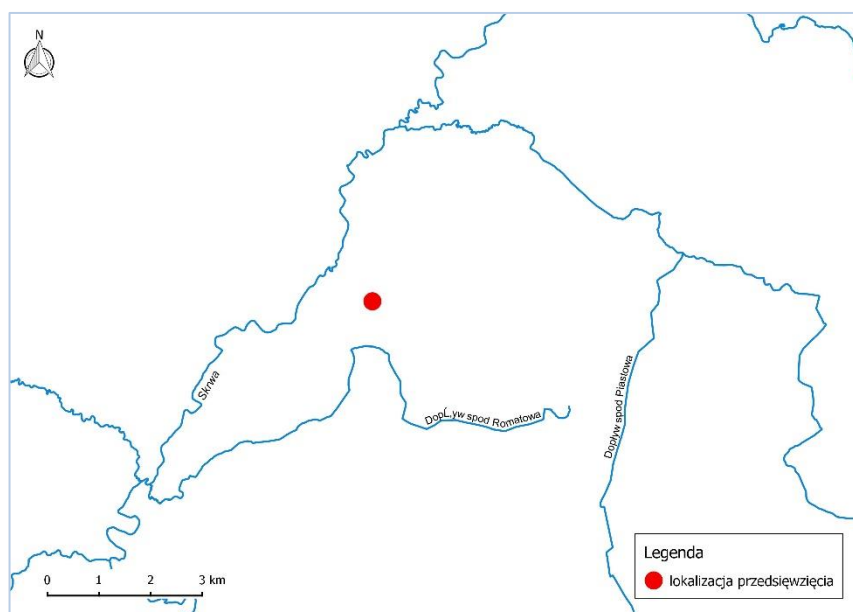 N
Skrwa
DopĹ‚yw spod Romatowa
Dopływ spod Piastowa
0 1 2 3 km
Legenda
lokalizacja przedsięwzięcia